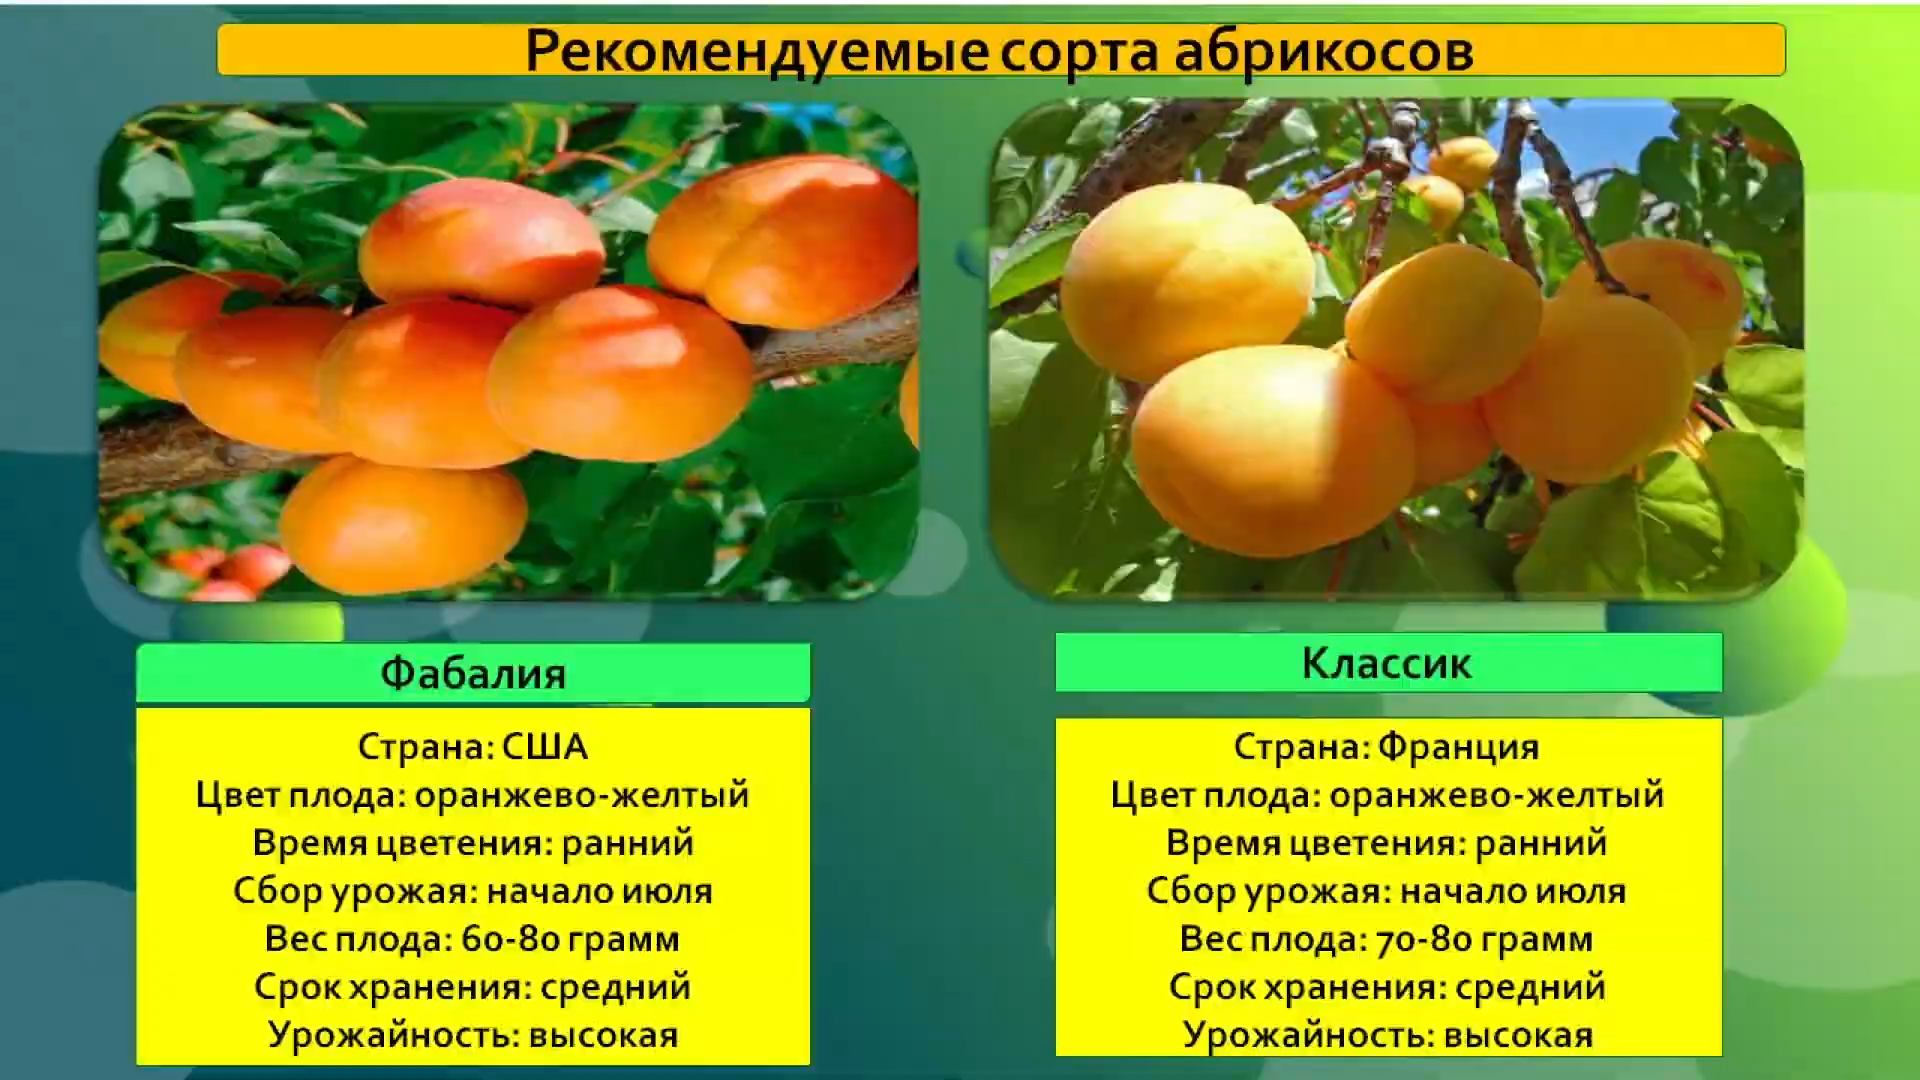 Рекомендуемые сорта абрикосов
Фабалия
Страна: США
Цвет плода: оранжево-желтый
Время цветения: ранний
Сбор урожая: начало июля
Вес плода: 60-80 грамм
Срок хранения: средний
Урожайность: высокая
Классик
Страна: Франция
Цвет плода: оранжево-желтый
Время цветения: ранний
Сбор урожая: начало июля
Вес плода: 70-80 грамм
Срок хранения: средний
Урожайность: высокая